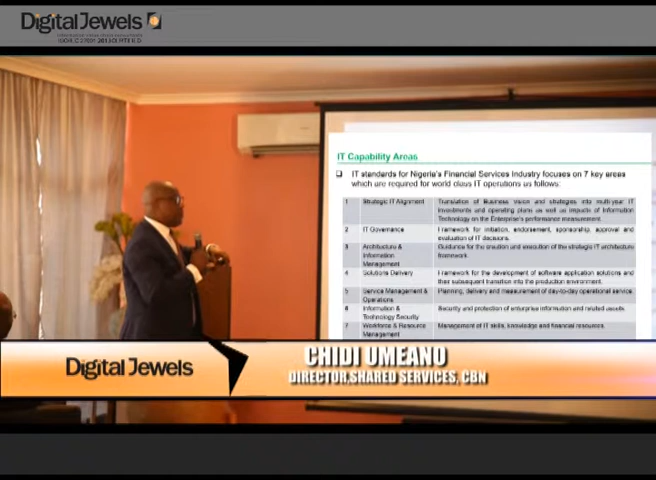 DigitalJewels
IT Capability Areas
IT standards for Nigeria's Financial Services Industry focuses on 7 key areas
which are required for world class IT operations as follows:
1 Strategic IT Alignment Translation of Business vision and strategies into multi-year IT
investments and operating plans as well as impacts of Information
Technology on the Enterprise's performance measurement.
2 IT Governance Framework for initiation, endorsement, sponsorship, approval and
evaluation of IT decisions.
3 Architecture & Guidance for the creation and execution of the strategic IT architecture
Information framework.
Management
4 Solutions Delivery Framework for the development of software application solutions and
their subsequent transition into the production environment.
5 Service Management & Planning, delivery and measurement of day-to-day operational service.
Operations
6 Information & Security and protection of enterprise information and related assets.
Technology Security
7 Workforce & Resource Management of IT skills, knowledge and financial resources.
Management
Digital Jewels
CHIDI UMEANO
DIRECTOR,SHARED SERVICES, CBN